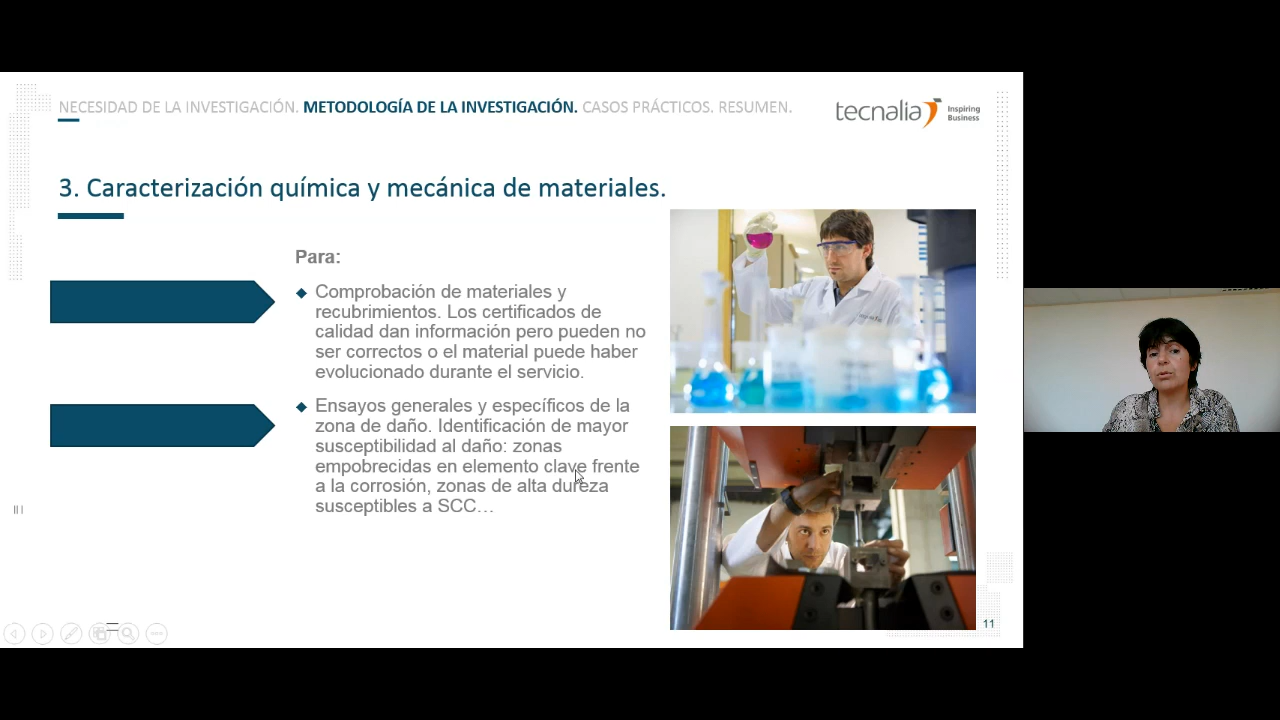 NECESIDAD DE LA INVESTIGACIÓN. METODOLOGÍA DE LA INVESTIGACIÓN. CASOS PRÁCTICOS. RESUMEN.
tecnalia Inspiring
Business
3. Caracterización química y mecánica de materiales.
Para:
Comprobación de materiales y
recubrimientos. Los certificados de
calidad dan información pero pueden no
ser correctos o el material puede haber
evolucionado durante el servicio.
Ensayos generales y específicos de la
zona de daño. Identificación de mayor
susceptibilidad al daño: zonas
empobrecidas en elemento clave frente
a la corrosión, zonas de alta dureza
susceptibles a SCC…
11